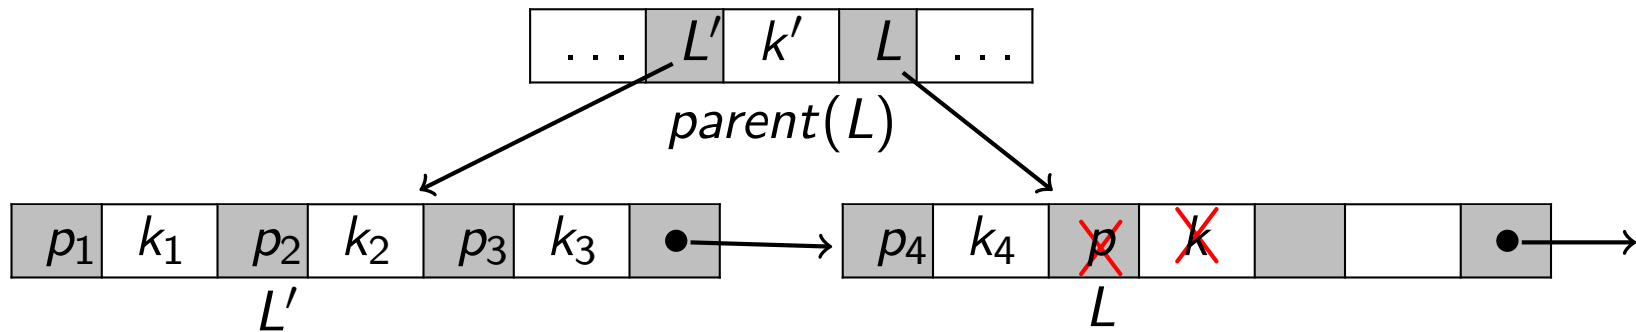 ... L′ k′ L ...
parent(L)
p₁ k₁ p₂ k₂ p₃ k₃ p₄ k₄ p k
L′ L